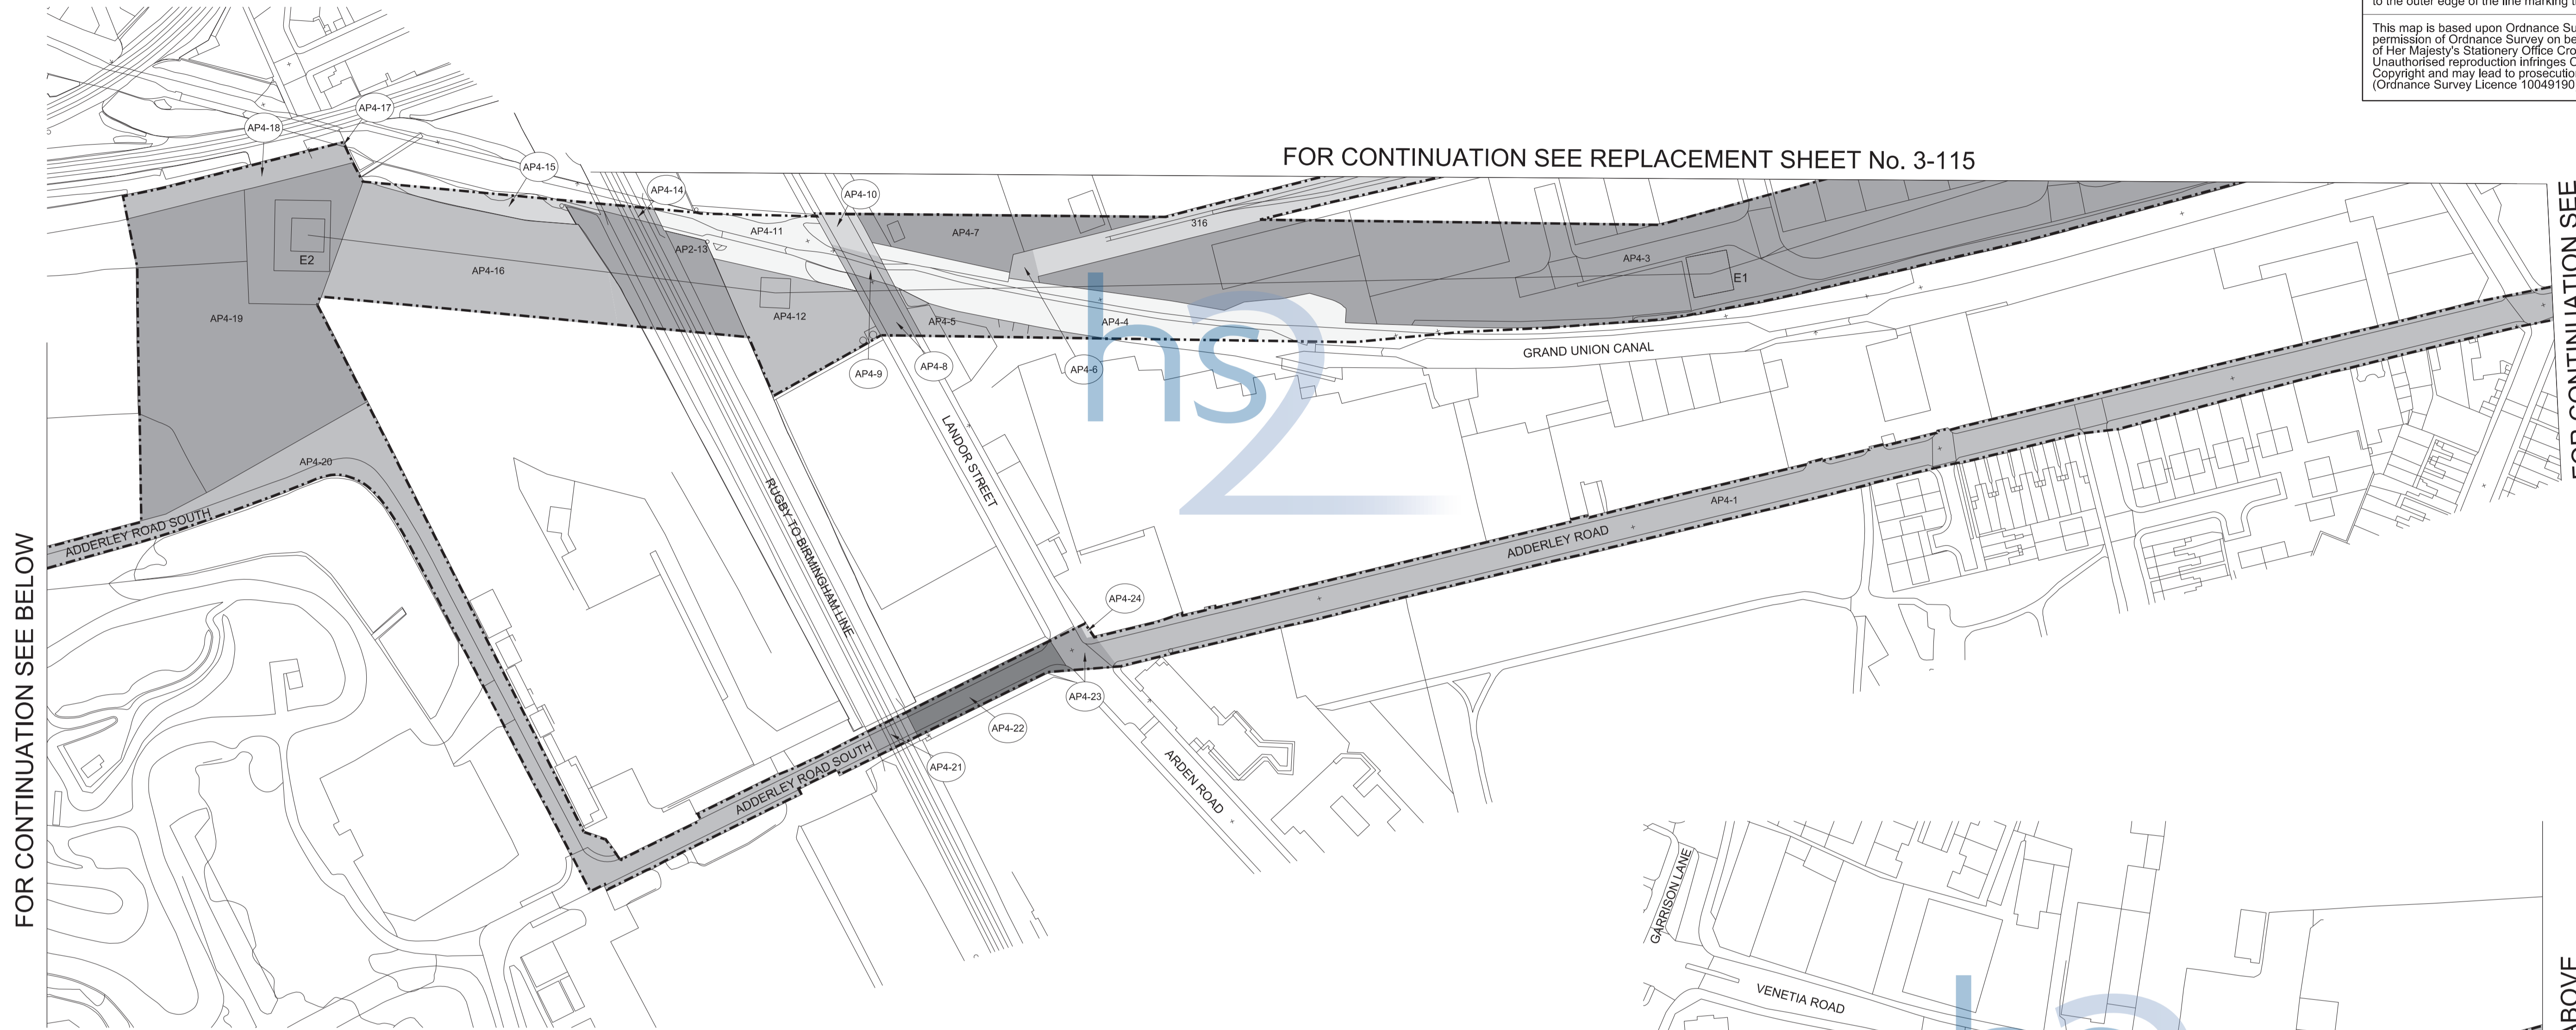 to the outer edge of the line marking
This map is based upon Ordnance
permission of Ordnance Survey on
of Her Majesty's Stationery Office
Unauthorised reproduction infringes
Copyright and may lead to
(Ordnance Survey Licence 10049190
FOR CONTINUATION SEE REPLACEMENT SHEET No. 3-115
AP4-17
AP4-18
AP4-15
AP4-14
AP4-10
316
AP4-11
AP4-7
AP2-13
E2
AP4-16
AP4-3
E1
AP4-19
AP4-12
AP4-5
AP4-4
hs2
GRAND UNION CANAL
AP4-9
AP4-8
AP4-6
LANDOR STREET
AP4-20
ADDERLEY ROAD SOUTH
RUGBY TO BIRMINGHAM LINE
AP4-1
ADDERLEY ROAD
AP4-24
AP4-23
AP4-22
AP4-21
ADDERLEY ROAD SOUTH
ARDEN ROAD
FOR CONTINUATION SEE BELOW
FOR CONTINUATION SEE
GARRISON LANE
VENETIA ROAD
h